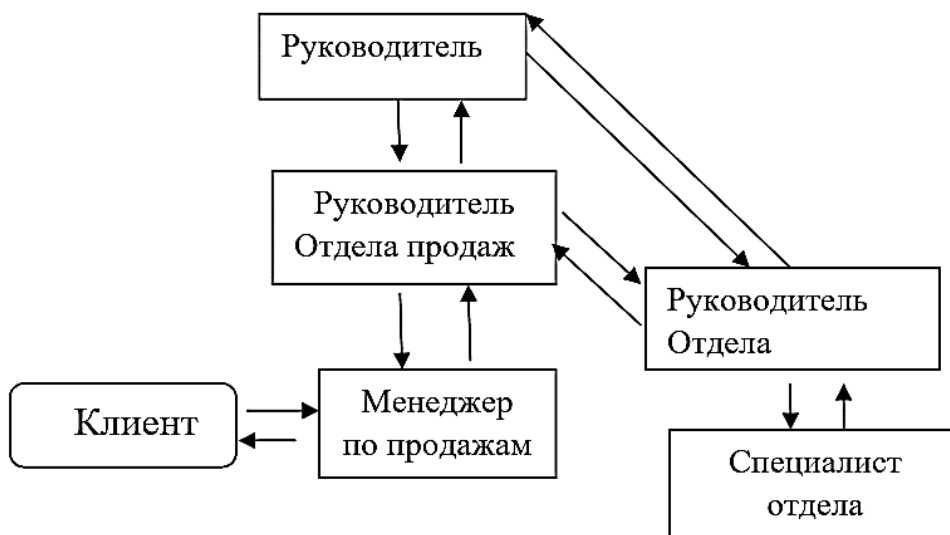 Руководитель
Руководитель
Отдела продаж
Руководитель
Отдела
Клиент
Менеджер
по продажам
Специалист
отдела